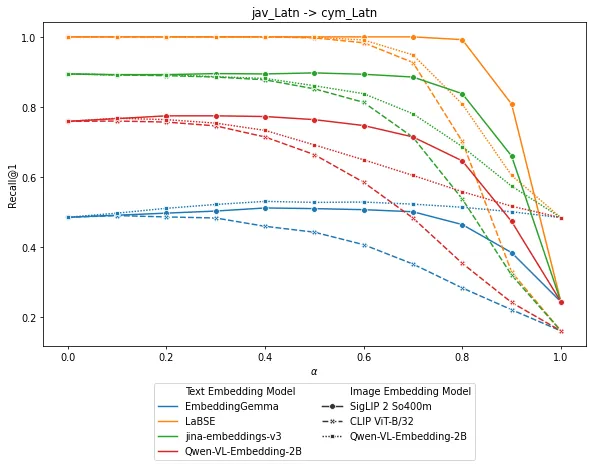 jav_Latn -> cym_Latn
Recall@1
1.0
0.8
0.6
0.4
0.2
0.0 0.2 0.4 0.6 0.8 1.0
α
Text Embedding Model Image Embedding Model
EmbeddingGemma SigLIP 2 So400m
LaBSE CLIP ViT-B/32
jina-embeddings-v3 Qwen-VL-Embedding-2B
Qwen-VL-Embedding-2B